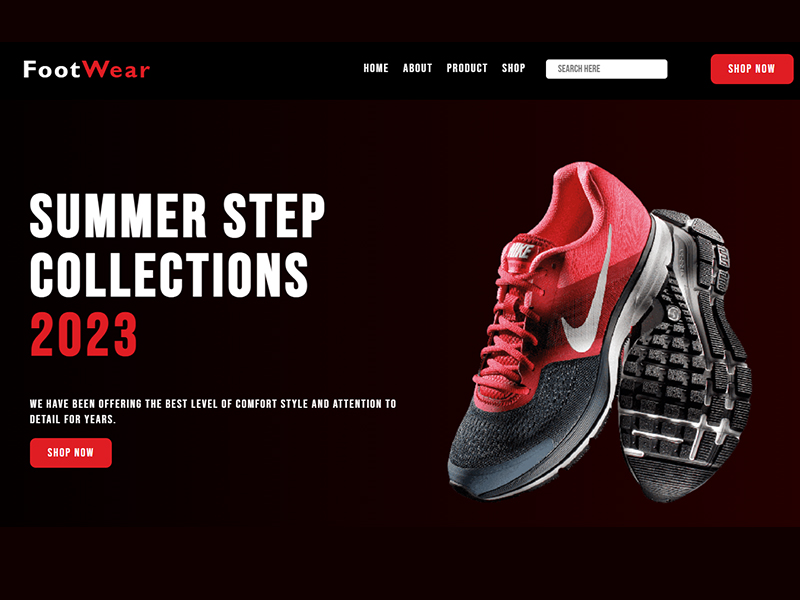 FootWear
HOME ABOUT PRODUCT SHOP SEARCH HERE SHOP NOW
SUMMER STEP
COLLECTIONS
2023
WE HAVE BEEN OFFERING THE BEST LEVEL OF COMFORT STYLE AND ATTENTION TO
DETAIL FOR YEARS.
SHOP NOW
NIKE